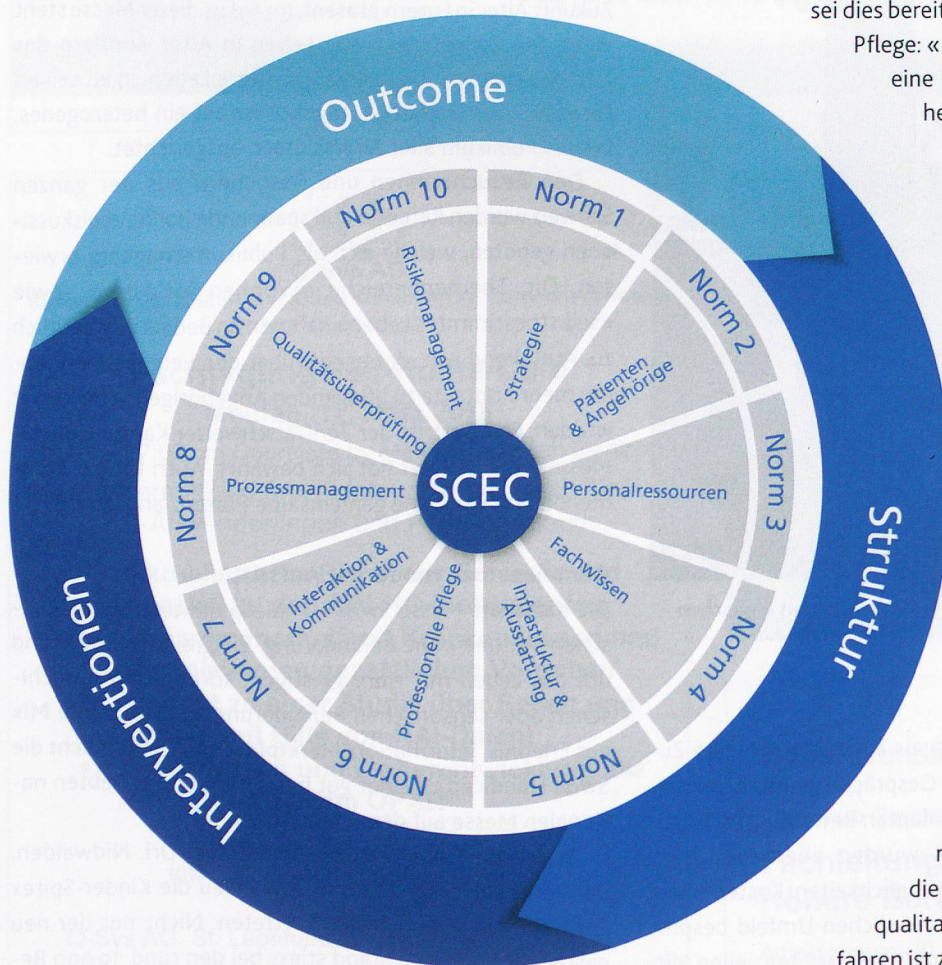 sei dies bereit
Pflege: «
eine
he
Outcome
Struktur
Interventionen
SCEC
Norm 1
Strategie
Norm 2
Patienten
& Angehörige
Norm 3
Personalressourcen
Norm 4
Fachwissen
Norm 5
Infrastruktur &
Ausstattung
Norm 6
Professionelle Pflege
Norm 7
Interaktion &
Kommunikation
Norm 8
Prozessmanagement
Norm 9
Qualitätsüberprüfung
Norm 10
Risikomanagement
die
qualita
fahren ist z